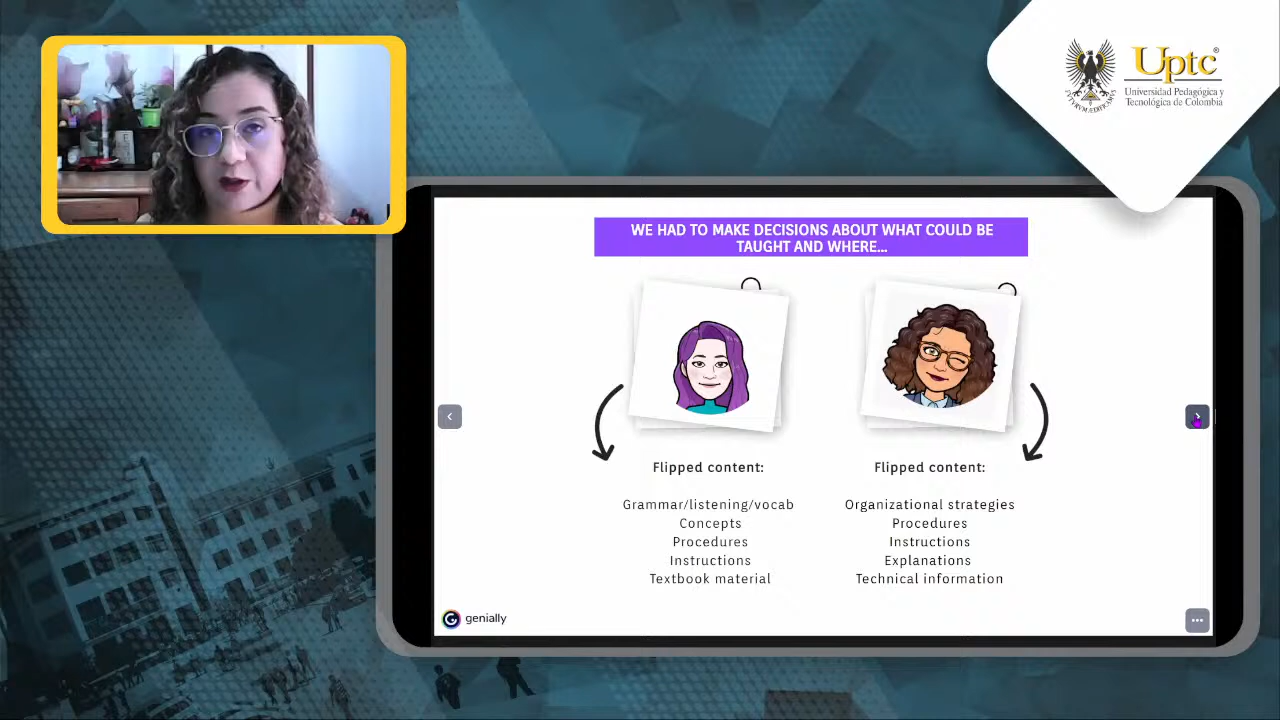 Uptc®
Universidad Pedagógica y
Tecnológica de Colombia
WE HAD TO MAKE DECISIONS ABOUT WHAT COULD BE
TAUGHT AND WHERE...
Flipped content:
Grammar/listening/vocab
Concepts
Procedures
Instructions
Textbook material
Flipped content:
Organizational strategies
Procedures
Instructions
Explanations
Technical information
genially